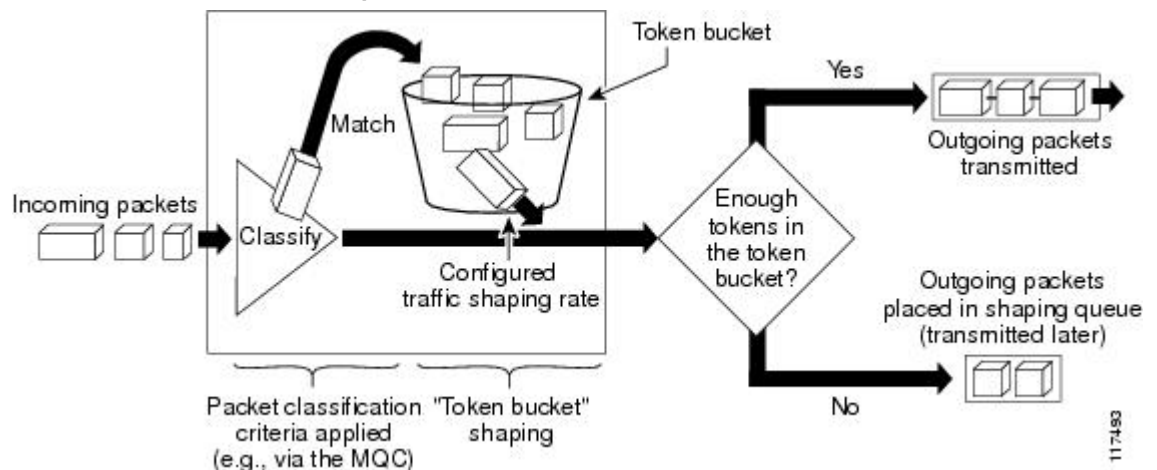 Token bucket
Match
Yes
Outgoing packets
transmitted
Incoming packets
Classify
Configured
traffic shaping rate
Enough
tokens in
the token
bucket?
Outgoing packets
placed in shaping queue
(transmitted later)
No
Packet classification
criteria applied
(e.g., via the MQC)
"Token bucket"
shaping
117493